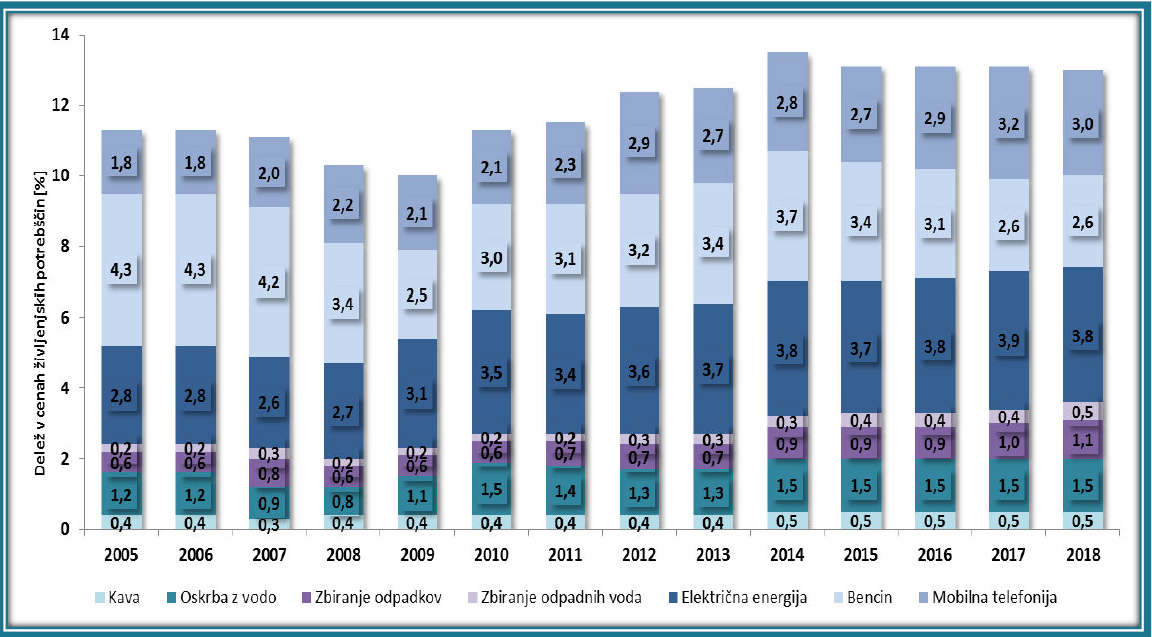 Delež v cenah življenjskih potrebščin [%]
14
12
10
8
6
4
2
0
1,8 1,8 2,0 2,2 2,1 2,1 2,3 2,9 2,7 2,8 2,7 2,9 3,2 3,0
4,3 4,3 4,2 3,4 2,5 3,0 3,1 3,2 3,4 3,7 3,4 3,1 2,6 2,6
2,8 2,8 2,6 2,7 3,1 3,5 3,4 3,6 3,7 3,8 3,7 3,8 3,9 3,8
0,2 0,2 0,3 0,2 0,2 0,2 0,2 0,3 0,3 0,3 0,4 0,4 0,4 0,5
0,6 0,6 0,8 0,6 0,6 0,6 0,7 0,7 0,7 0,9 0,9 0,9 1,0 1,1
1,2 1,2 0,9 0,8 1,1 1,5 1,4 1,3 1,3 1,5 1,5 1,5 1,5 1,5
0,4 0,4 0,3 0,4 0,4 0,4 0,4 0,4 0,4 0,5 0,5 0,5 0,5 0,5
2005 2006 2007 2008 2009 2010 2011 2012 2013 2014 2015 2016 2017 2018
Kava Oskrba z vodo Zbiranje odpadkov Zbiranje odpadnih voda Električna energija Bencin Mobilna telefonija